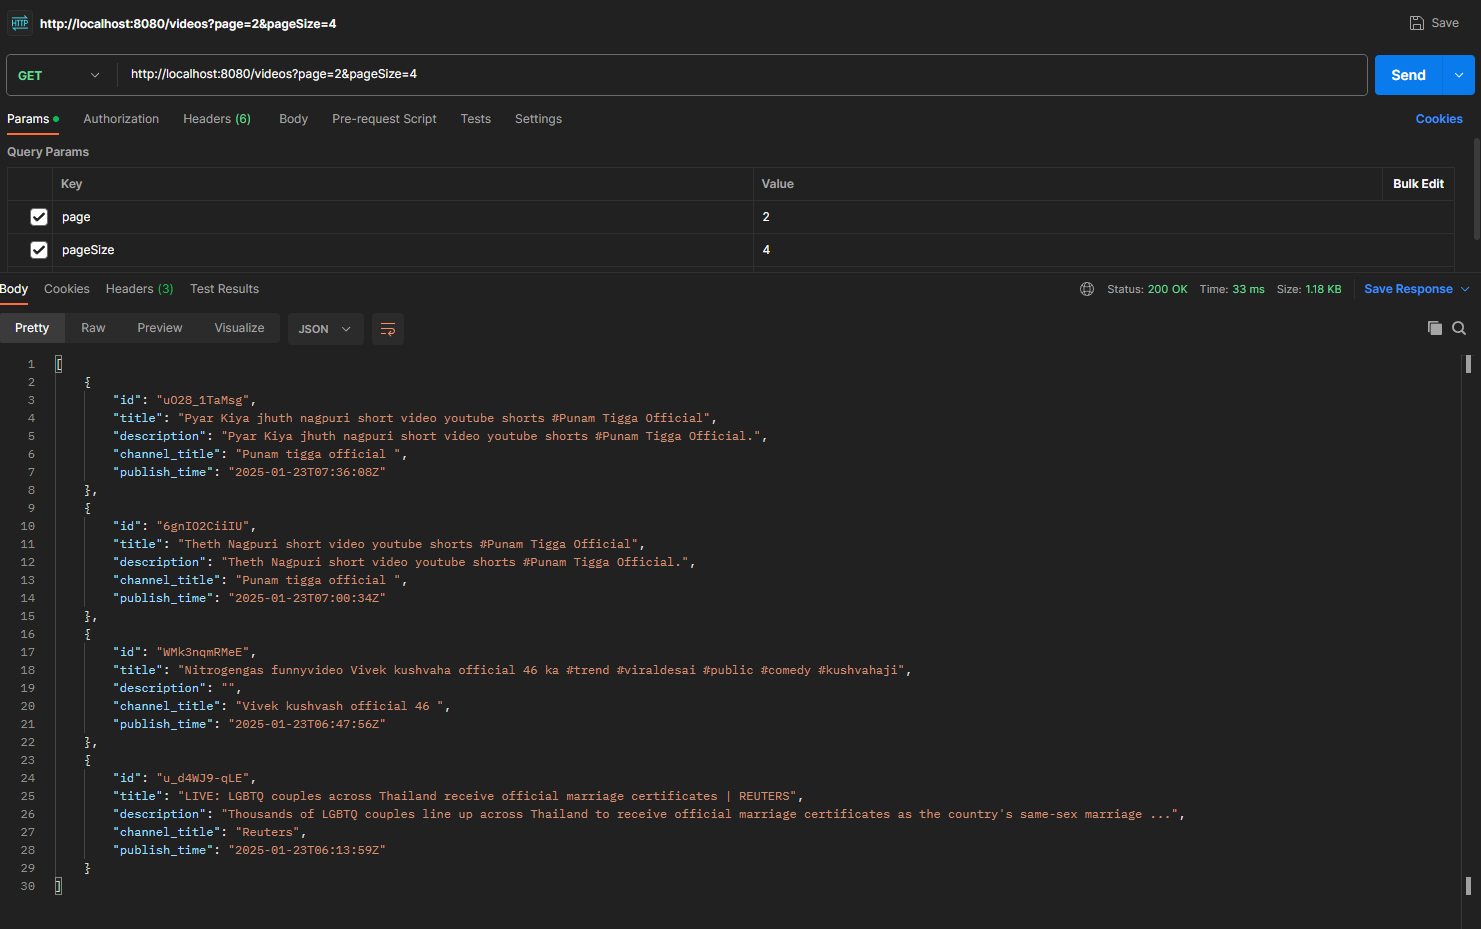 HTTP http://localhost:8080/videos?page=2&pageSize=4 Save
GET http://localhost:8080/videos?page=2&pageSize=4 Send
Params Authorization Headers (6) Body Pre-request Script Tests Settings Cookies
Query Params
Key Value Bulk Edit
page 2
pageSize 4
Body Cookies Headers (3) Test Results Status: 200 OK Time: 33 ms Size: 1.18 KB Save Response
Pretty Raw Preview Visualize JSON
1 [
2 {
3 "id": "uO28_1TaMsg",
4 "title": "Pyar Kiya jhuth nagpuri short video youtube shorts #Punam Tigga Official",
5 "description": "Pyar Kiya jhuth nagpuri short video youtube shorts #Punam Tigga Official.",
6 "channel_title": "Punam tigga official ",
7 "publish_time": "2025-01-23T07:36:08Z"
8 },
9 {
10 "id": "6gnIO2CiiIU",
11 "title": "Theth Nagpuri short video youtube shorts #Punam Tigga Official",
12 "description": "Theth Nagpuri short video youtube shorts #Punam Tigga Official.",
13 "channel_title": "Punam tigga official ",
14 "publish_time": "2025-01-23T07:00:34Z"
15 },
16 {
17 "id": "WMk3nqmRMeE",
18 "title": "Nitrogengas funnyvideo Vivek kushvaha official 46 ka #trend #viraldesai #public #comedy #kushvahaji",
19 "description": "",
20 "channel_title": "Vivek kushvash official 46 ",
21 "publish_time": "2025-01-23T06:47:56Z"
22 },
23 {
24 "id": "u_d4WJ9-qLE",
25 "title": "LIVE: LGBTQ couples across Thailand receive official marriage certificates | REUTERS",
26 "description": "Thousands of LGBTQ couples line up across Thailand to receive official marriage certificates as the country's same-sex marriage ...",
27 "channel_title": "Reuters",
28 "publish_time": "2025-01-23T06:13:59Z"
29 }
30 ]